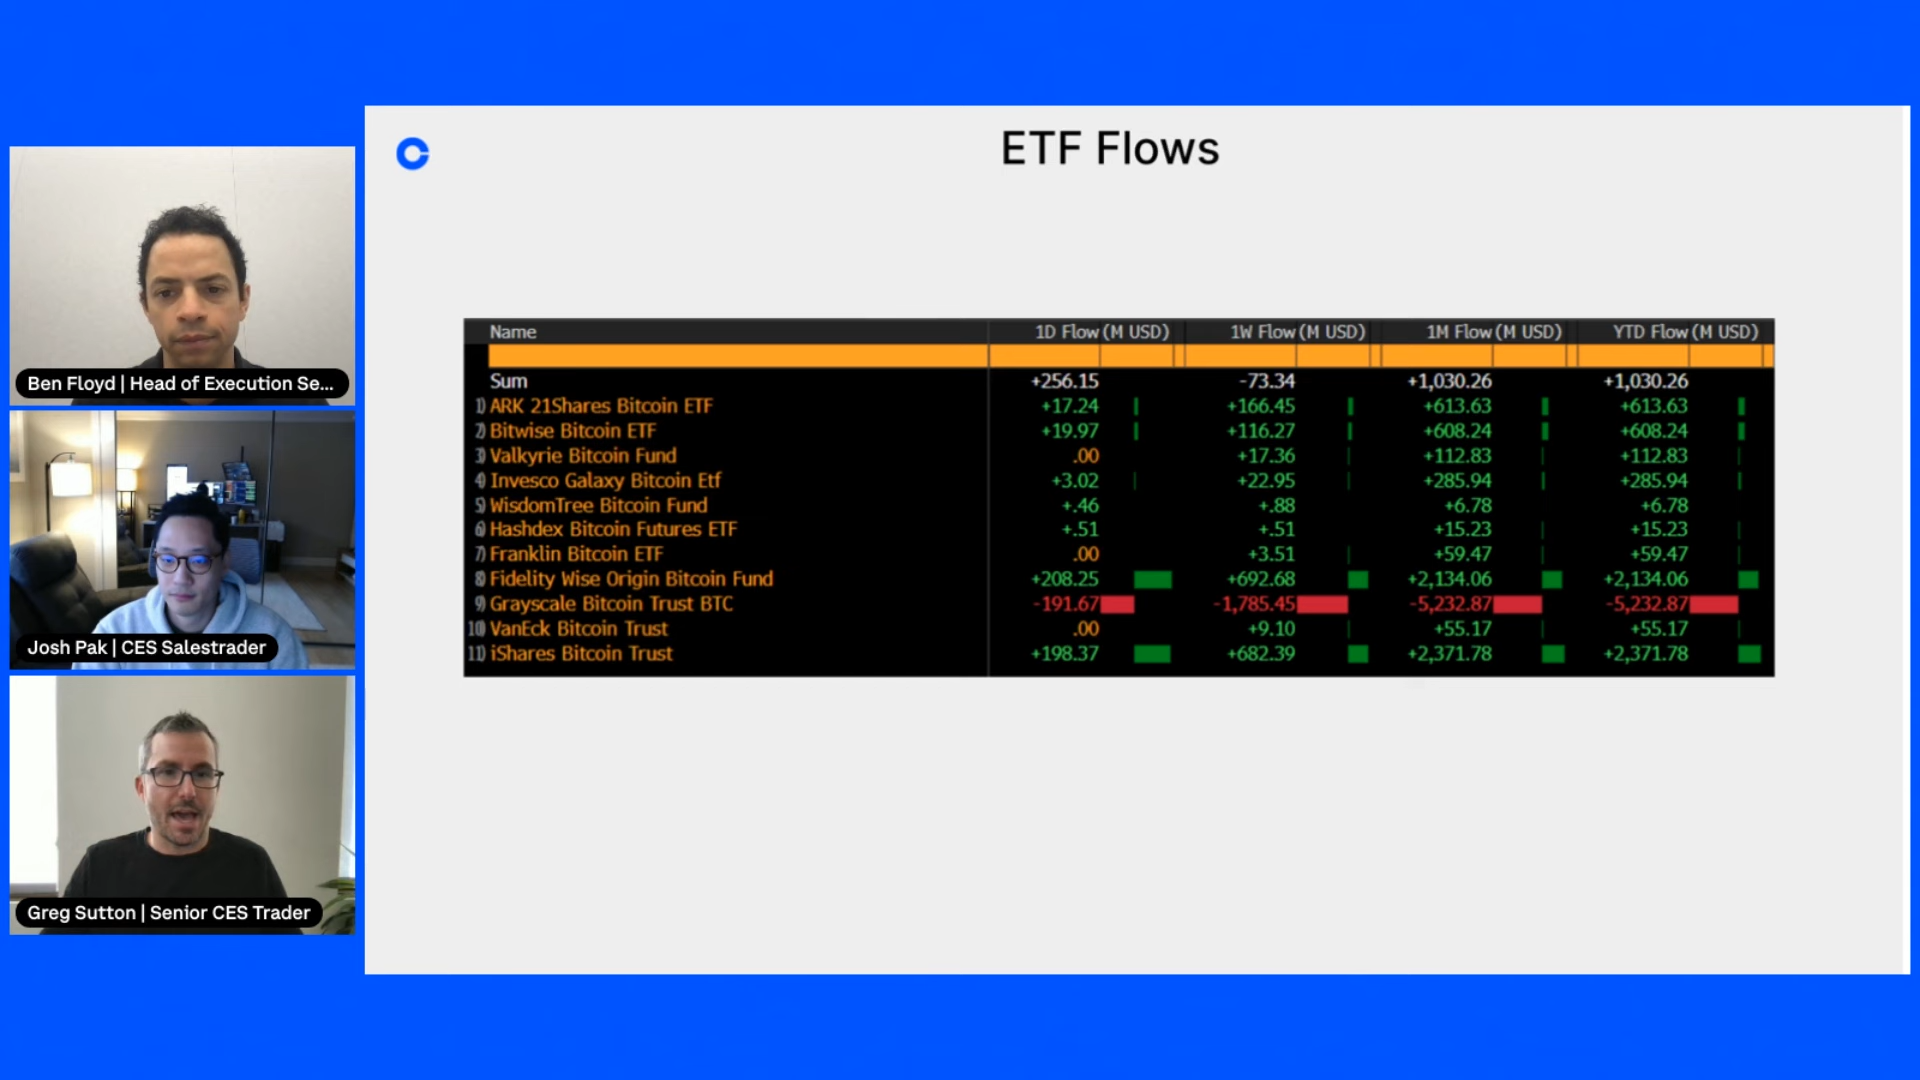 ETF Flows
Name 1D Flow (M USD) 1W Flow (M USD) 1M Flow (M USD) YTD Flow (M USD)
Sum +256.15 -73.34 +1,030.26 +1,030.26
1) ARK 21Shares Bitcoin ETF +17.24 +166.45 +613.63 +613.63
2) Bitwise Bitcoin ETF +19.97 +116.27 +608.24 +608.24
3) Valkyrie Bitcoin Fund .00 +17.36 +112.83 +112.83
4) Invesco Galaxy Bitcoin Etf +3.02 +22.95 +285.94 +285.94
5) WisdomTree Bitcoin Fund +.46 +.88 +6.78 +6.78
6) Hashdex Bitcoin Futures ETF +.51 +.51 +15.23 +15.23
7) Franklin Bitcoin ETF .00 +3.51 +59.47 +59.47
8) Fidelity Wise Origin Bitcoin Fund +208.25 +692.68 +2,134.06 +2,134.06
9) Grayscale Bitcoin Trust BTC -191.67 -1,785.45 -5,232.87 -5,232.87
10) VanEck Bitcoin Trust .00 +9.10 +55.17 +55.17
11) iShares Bitcoin Trust +198.37 +682.39 +2,371.78 +2,371.78
Ben Floyd | Head of Execution Se...
Josh Pak | CES Salestrader
Greg Sutton | Senior CES Trader